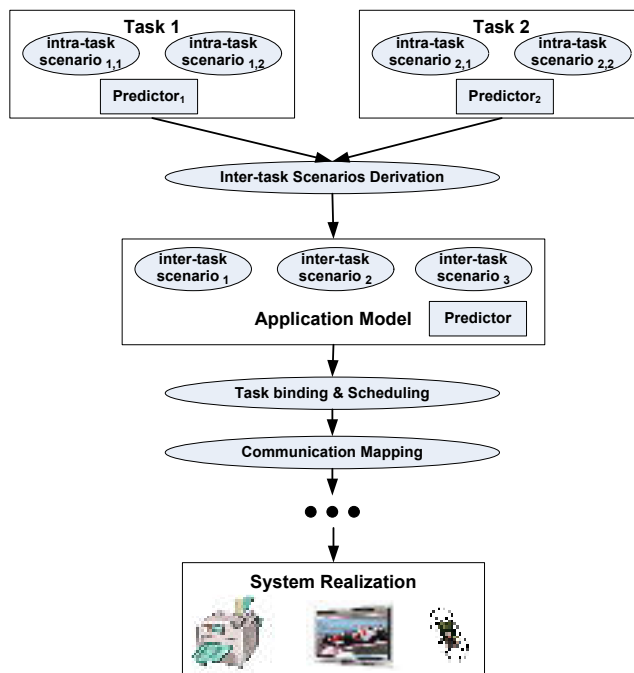 Task 1
intra-task
scenario 1,1
intra-task
scenario 1,2
Predictor1
Task 2
intra-task
scenario 2,1
intra-task
scenario 2,2
Predictor2
Inter-task Scenarios Derivation
inter-task
scenario 1
inter-task
scenario 2
inter-task
scenario 3
Application Model
Predictor
Task binding & Scheduling
Communication Mapping
System Realization